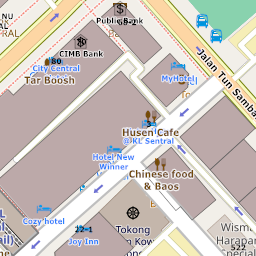 Public Bank
CIMB Bank
City Central
Tar Boosh
MyHotel
Jalan Tun Samba
Husen Cafe
@ KL Sentral
Hotel New
Winner
Chinese food
& Baos
Cozy hotel
Joy Inn
Tokong
Wism
Harapan
522